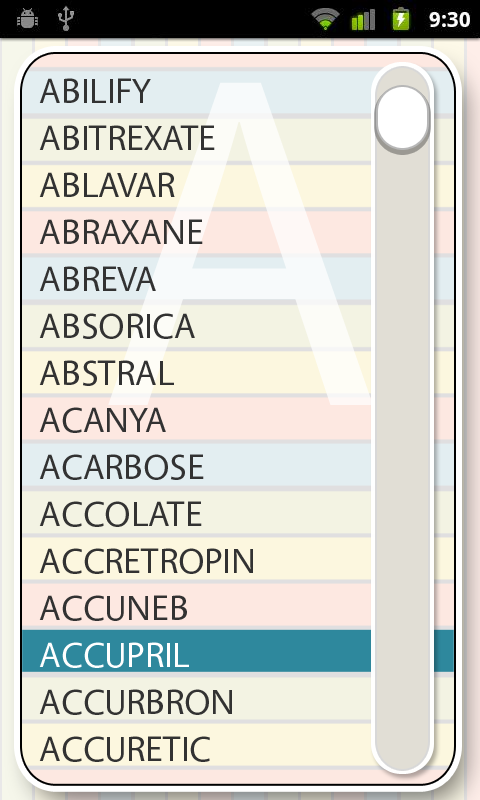 9:30
A
ABILIFY
ABITREXATE
ABLAVAR
ABRAXANE
ABREVA
ABSORICA
ABSTRAL
ACANYA
ACARBOSE
ACCOLATE
ACCRETROPIN
ACCUNEB
ACCUPRIL
ACCURBRON
ACCURETIC